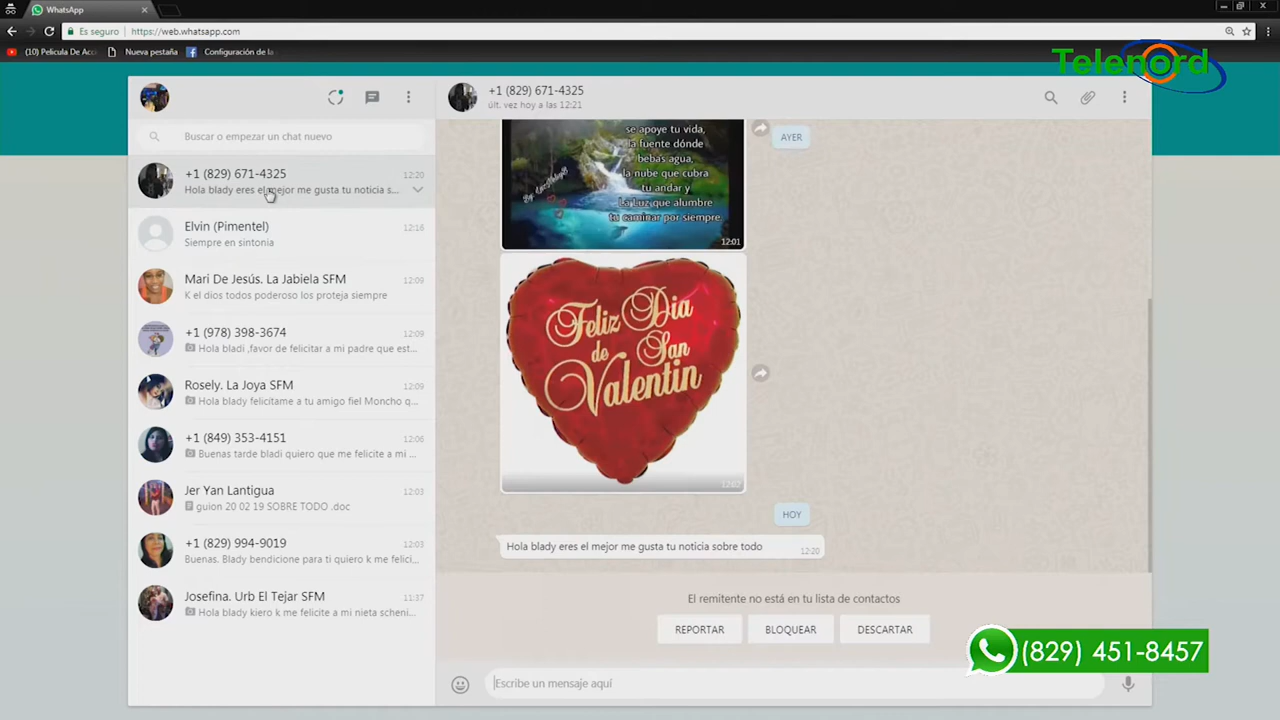 WhatsApp
Es seguro
https://web.whatsapp.com
(10) Pelicula De Acc
Nueva pestaña
Configuración de la
Telenord
Buscar o empezar un chat nuevo
+1 (829) 671-4325
12:20
Hola blady eres el mejor me gusta tu noticia s...
Elvin (Pimentel)
12:16
Siempre en sintonia
Mari De Jesús. La Jabiela SFM
12:09
K el dios todos poderoso los proteja siempre
+1 (978) 398-3674
12:09
Hola bladi ,favor de felicitar a mi padre que est...
Rosely. La Joya SFM
12:09
Hola blady felicitame a tu amigo fiel Moncho q...
+1 (849) 353-4151
12:06
Buenas tarde bladi quiero que me felicite a mi ...
Jer Yan Lantigua
12:03
guion 20 02 19 SOBRE TODO .doc
+1 (829) 994-9019
12:03
Buenas. Blady bendicione para ti quiero k me felici...
Josefina. Urb El Tejar SFM
11:37
Hola blady kiero k me felicite a mi nieta scheni...
+1 (829) 671-4325
últ. vez hoy a las 12:21
AYER
se apoye tu vida,
la fuente dónde
bebas agua,
la nube que cubra
tu andar y
La Luz que alumbre
tu caminar por siempre.
12:01
Feliz Dia
de San
Valentin
12:02
HOY
Hola blady eres el mejor me gusta tu noticia sobre todo
12:20
El remitente no está en tu lista de contactos
REPORTAR
BLOQUEAR
DESCARTAR
(829) 451-8457
Escribe un mensaje aquí